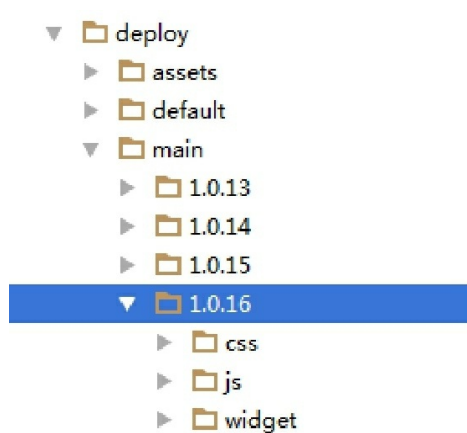 deploy
assets
default
main
1.0.13
1.0.14
1.0.15
1.0.16
css
js
widget